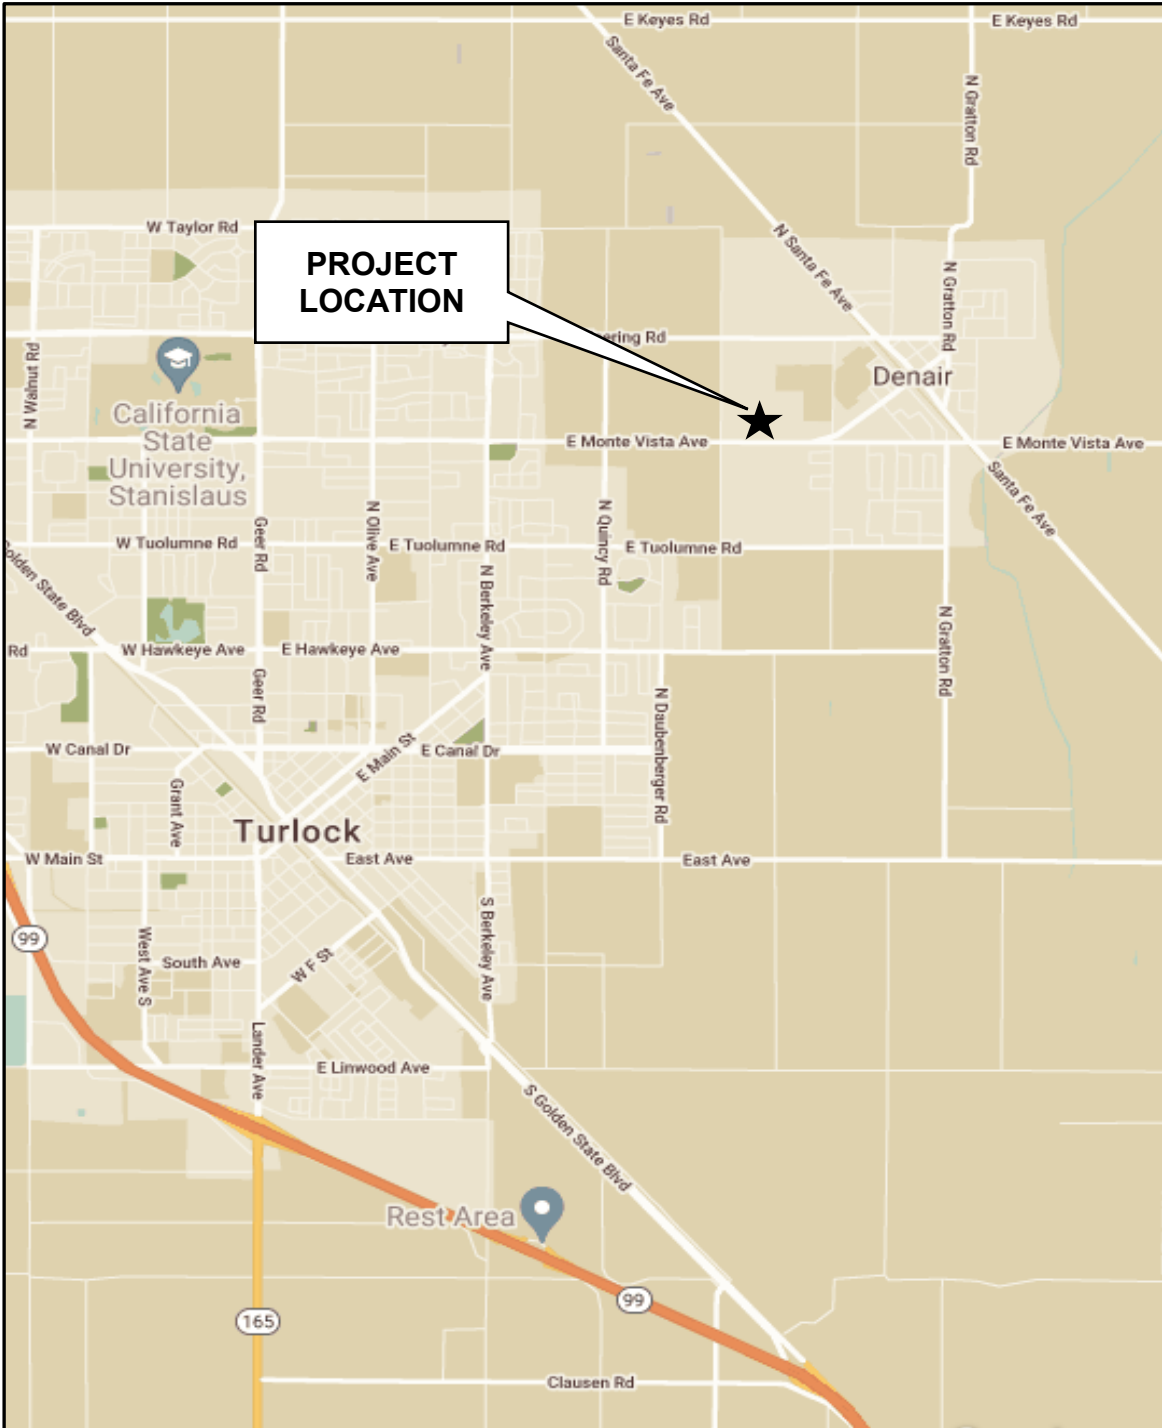 E Keyes Rd
E Keyes Rd
Santa Fe Ave
N Gratton Rd
W Taylor Rd
PROJECT
LOCATION
N Santa Fe Ave
N Gratton Rd
ering Rd
N Walnut Rd
Denair
California
State
University,
Stanislaus
E Monte Vista Ave
E Monte Vista Ave
Santa Fe Ave
W Tuolumne Rd
Geer Rd
N Olive Ave
E Tuolumne Rd
N Quincy Rd
E Tuolumne Rd
Golden State Blvd
N Berkeley Ave
N Gratton Rd
Rd
W Hawkeye Ave
E Hawkeye Ave
Geer Rd
N Daubenberger Rd
W Canal Dr
E Main St
E Canal Dr
Grant Ave
Turlock
W Main St
East Ave
East Ave
99
West Ave S
South Ave
W F St
S Berkeley Ave
Lander Ave
E Linwood Ave
S Golden State Blvd
Rest Area
99
165
Clausen Rd